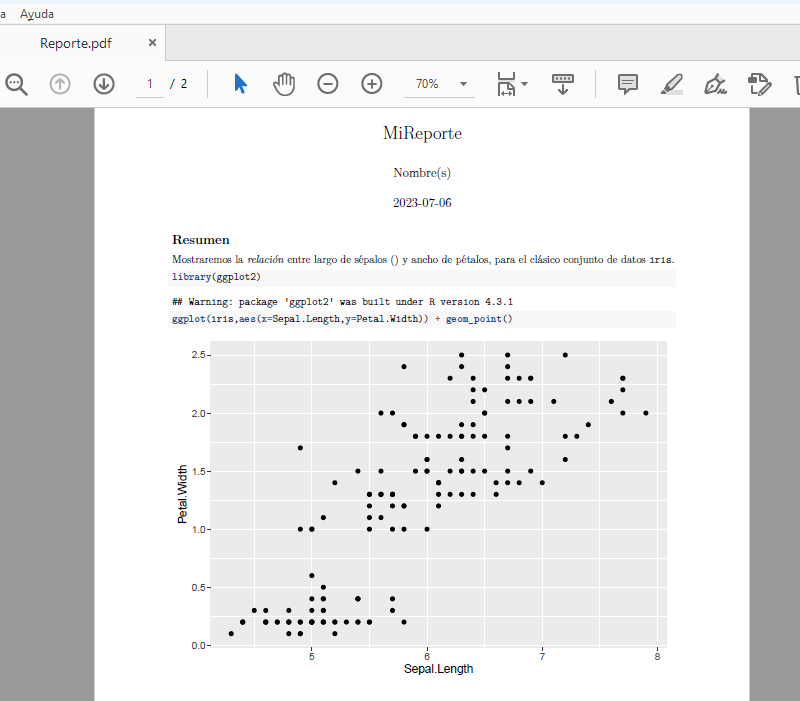 a Ayuda
Reporte.pdf ×
1 / 2 70%
MiReporte
Nombre(s)
2023-07-06
Resumen
Mostraremos la relación entre largo de sépalos () y ancho de pétalos, para el clásico conjunto de datos iris.
library(ggplot2)
## Warning: package 'ggplot2' was built under R version 4.3.1
ggplot(iris,aes(x=Sepal.Length,y=Petal.Width)) + geom_point()
2.5
2.0
1.5
Petal.Width
1.0
0.5
0.0
5 6 7 8
Sepal.Length